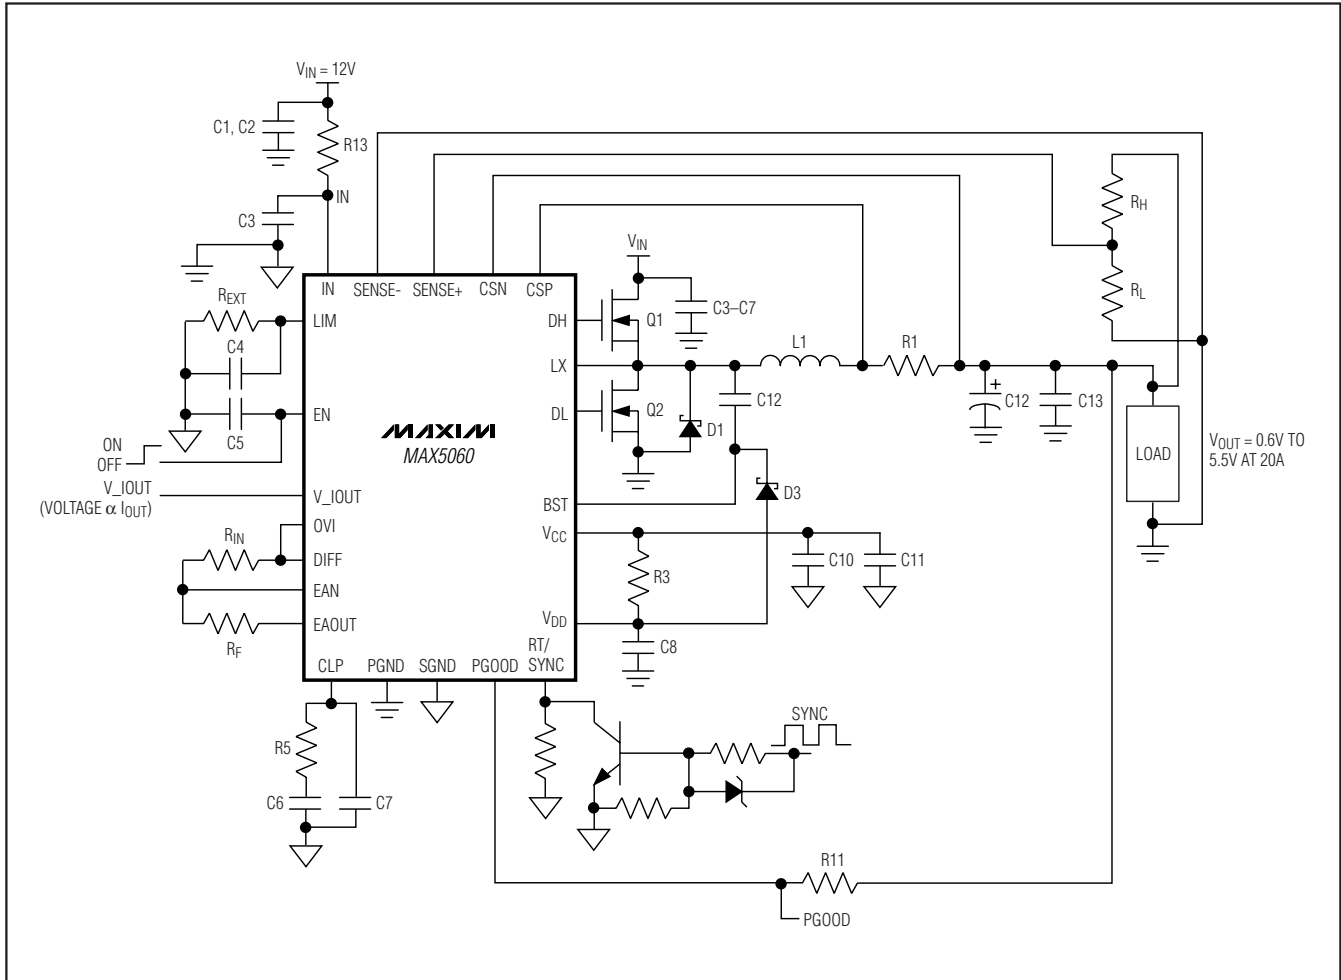 VIN = 12V
C1, C2
R13
IN
C3
VIN
IN SENSE- SENSE+ CSN CSP
RH
RL
REXT
LIM
C4
EN
C5
ON
OFF
V_IOUT
(VOLTAGE α IOUT)
V_IOUT
OVI
RIN
DIFF
EAN
EAOUT
RF
MAXIM
MAX5060
DH
Q1
C3–C7
LX
L1
R1
DL
Q2
D1
C12
+
C12
C13
LOAD
VOUT = 0.6V TO
5.5V AT 20A
BST
D3
VCC
R3
C10
C11
VDD
C8
CLP PGND SGND PGOOD RT/
SYNC
R5
C6
C7
SYNC
R11
PGOOD